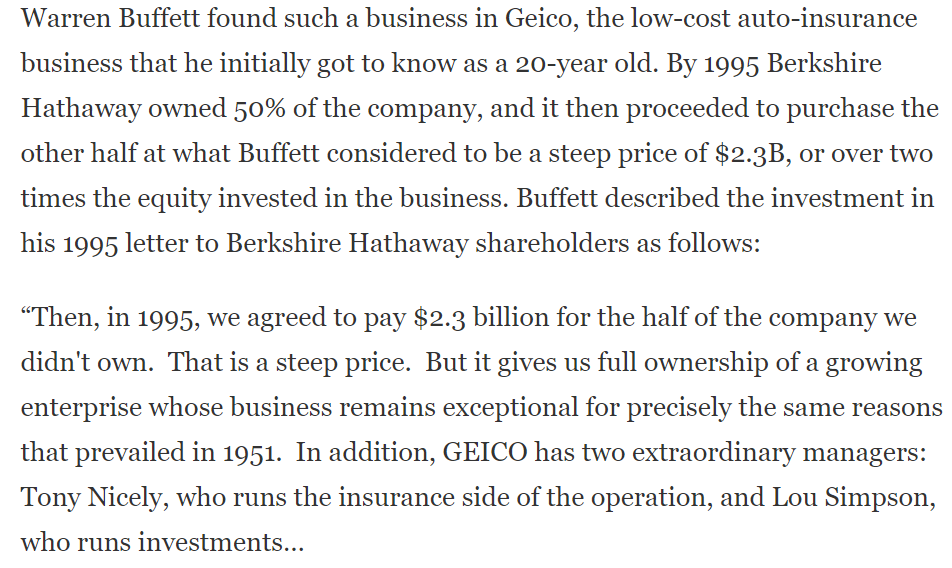 Warren Buffett found such a business in Geico, the low-cost auto-insurance
business that he initially got to know as a 20-year old. By 1995 Berkshire
Hathaway owned 50% of the company, and it then proceeded to purchase the
other half at what Buffett considered to be a steep price of $2.3B, or over two
times the equity invested in the business. Buffett described the investment in
his 1995 letter to Berkshire Hathaway shareholders as follows:
“Then, in 1995, we agreed to pay $2.3 billion for the half of the company we
didn't own.  That is a steep price.  But it gives us full ownership of a growing
enterprise whose business remains exceptional for precisely the same reasons
that prevailed in 1951.  In addition, GEICO has two extraordinary managers:
Tony Nicely, who runs the insurance side of the operation, and Lou Simpson,
who runs investments…